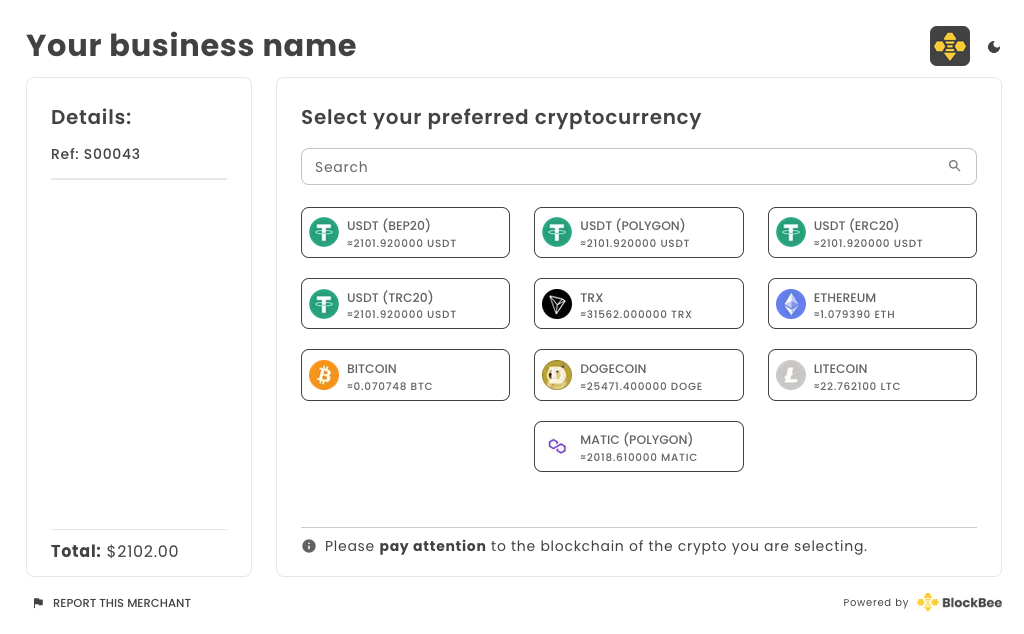 Your business name
Details:
Ref: S00043
Total: $2102.00
Select your preferred cryptocurrency
Search
USDT (BEP20)
≈2101.920000 USDT
USDT (POLYGON)
≈2101.920000 USDT
USDT (ERC20)
≈2101.920000 USDT
USDT (TRC20)
≈2101.920000 USDT
TRX
≈31562.000000 TRX
ETHEREUM
≈1.079390 ETH
BITCOIN
≈0.070748 BTC
DOGECOIN
≈25471.400000 DOGE
LITECOIN
≈22.762100 LTC
MATIC (POLYGON)
≈2018.610000 MATIC
Please pay attention to the blockchain of the crypto you are selecting.
REPORT THIS MERCHANT
Powered by BlockBee